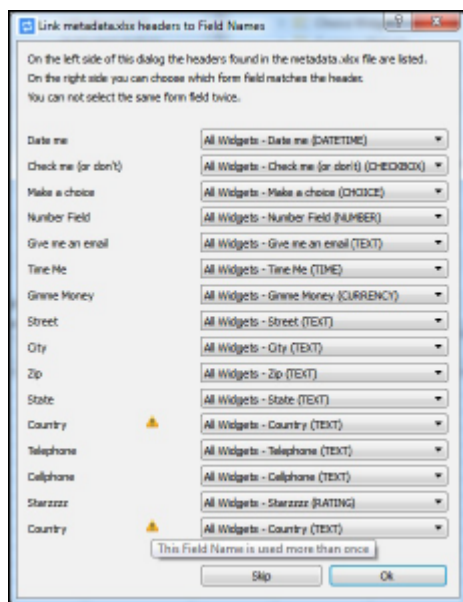 Link metadata.xlsx headers to Field Names
On the left side of this dialog the headers found in the metadata.xlsx file are listed.
On the right side you can choose which form field matches the header.
You can not select the same form field twice.
Date me All Widgets - Date me (DATETIME)
Check me (or don't) All Widgets - Check me (or don't) (CHECKBOX)
Make a choice All Widgets - Make a choice (CHOICE)
Number Field All Widgets - Number Field (NUMBER)
Give me an email All Widgets - Give me an email (TEXT)
Time Me All Widgets - Time Me (TIME)
Gimme Money All Widgets - Gimme Money (CURRENCY)
Street All Widgets - Street (TEXT)
City All Widgets - City (TEXT)
Zip All Widgets - Zip (TEXT)
State All Widgets - State (TEXT)
Country All Widgets - Country (TEXT)
Telephone All Widgets - Telephone (TEXT)
Cellphone All Widgets - Cellphone (TEXT)
Starzzzz All Widgets - Starzzzz (RATING)
Country All Widgets - Country (TEXT)
This Field Name is used more than once
Skip Ok